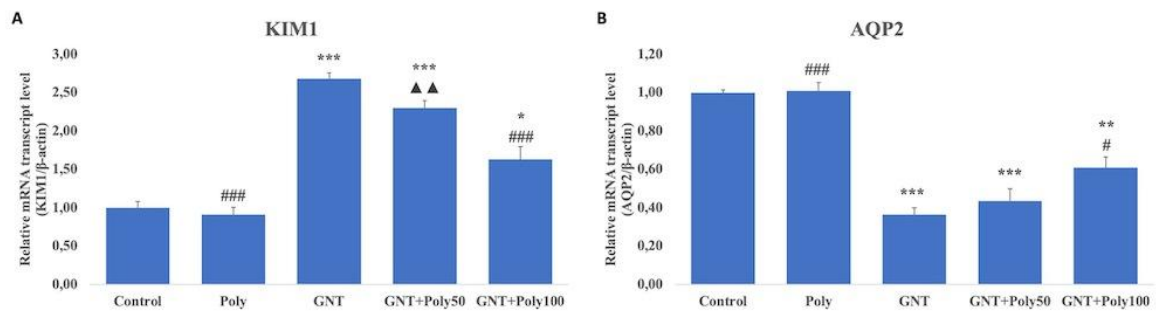 A
KIM1
Relative mRNA transcript level
(KIM1/β-actin)
3,00
2,50
2,00
1,50
1,00
0,50
0,00
###
***
***
▲▲
*
###
Control
Poly
GNT
GNT+Poly50
GNT+Poly100
B
AQP2
Relative mRNA transcript level
(AQP2/β-actin)
1,20
1,00
0,80
0,60
0,40
0,20
0,00
###
***
***
**
#
Control
Poly
GNT
GNT+Poly50
GNT+Poly100